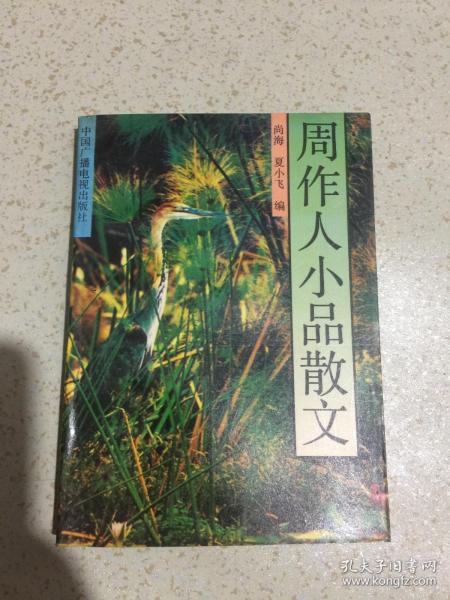 周作人小品散文
尚海 夏小飞 编
中国广播电视出版社
孔夫子旧书网
www.kongfz.com